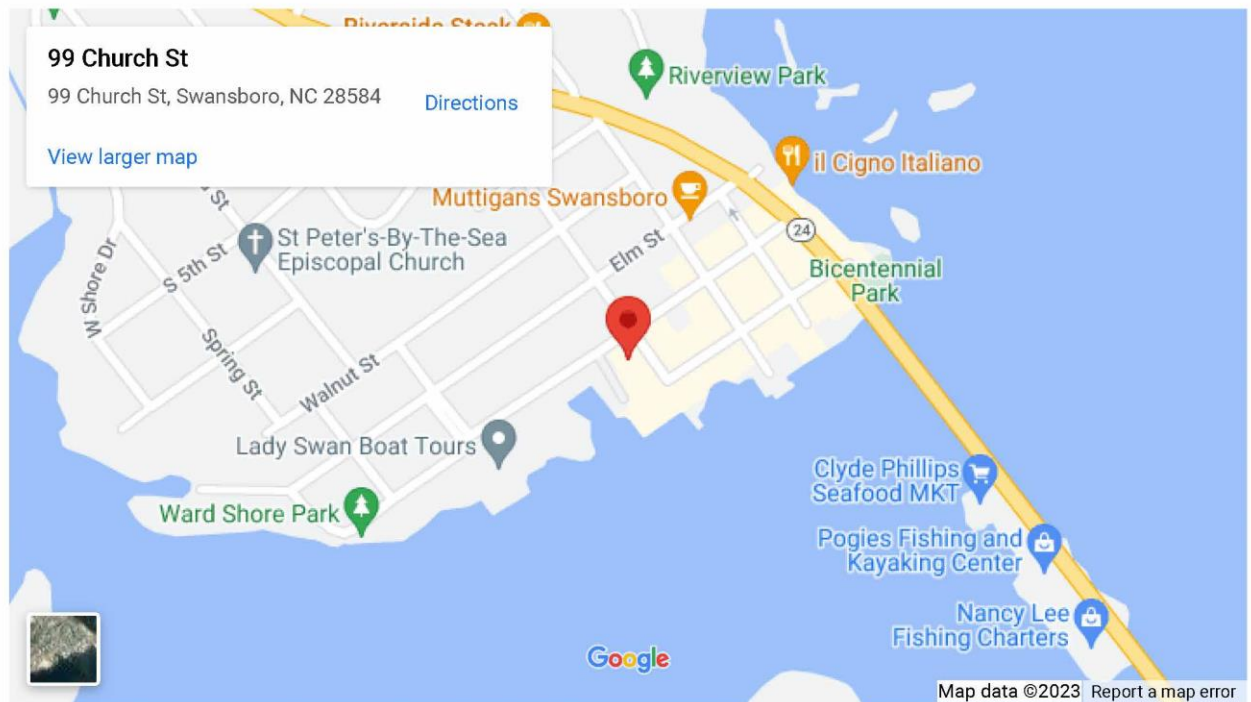 Riverside Steak
99 Church St
99 Church St, Swansboro, NC 28584
Directions
View larger map
Riverview Park
il Cigno Italiano
Muttigans Swansboro
St
St Peter's-By-The-Sea
Episcopal Church
Elm St
24
Bicentennial
Park
S 5th St
W Shore Dr
Spring St
Walnut St
Lady Swan Boat Tours
Clyde Phillips
Seafood MKT
Ward Shore Park
Pogies Fishing and
Kayaking Center
Nancy Lee
Fishing Charters
Google
Map data ©2023
Report a map error